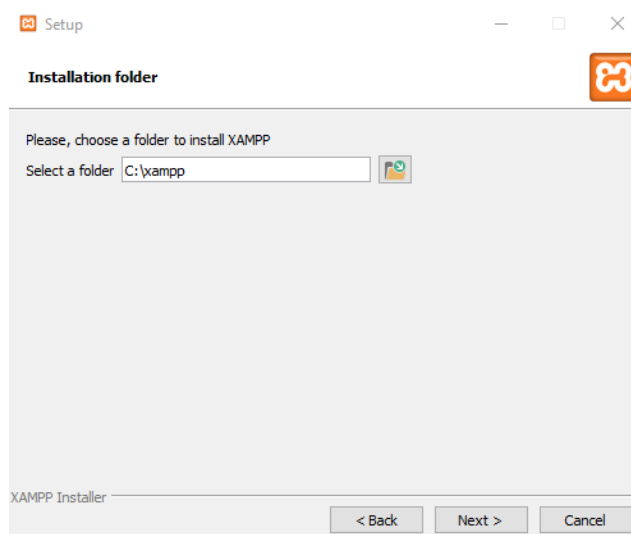 Setup
Installation folder
Please, choose a folder to install XAMPP
Select a folder C:\xampp
XAMPP Installer
< Back Next > Cancel